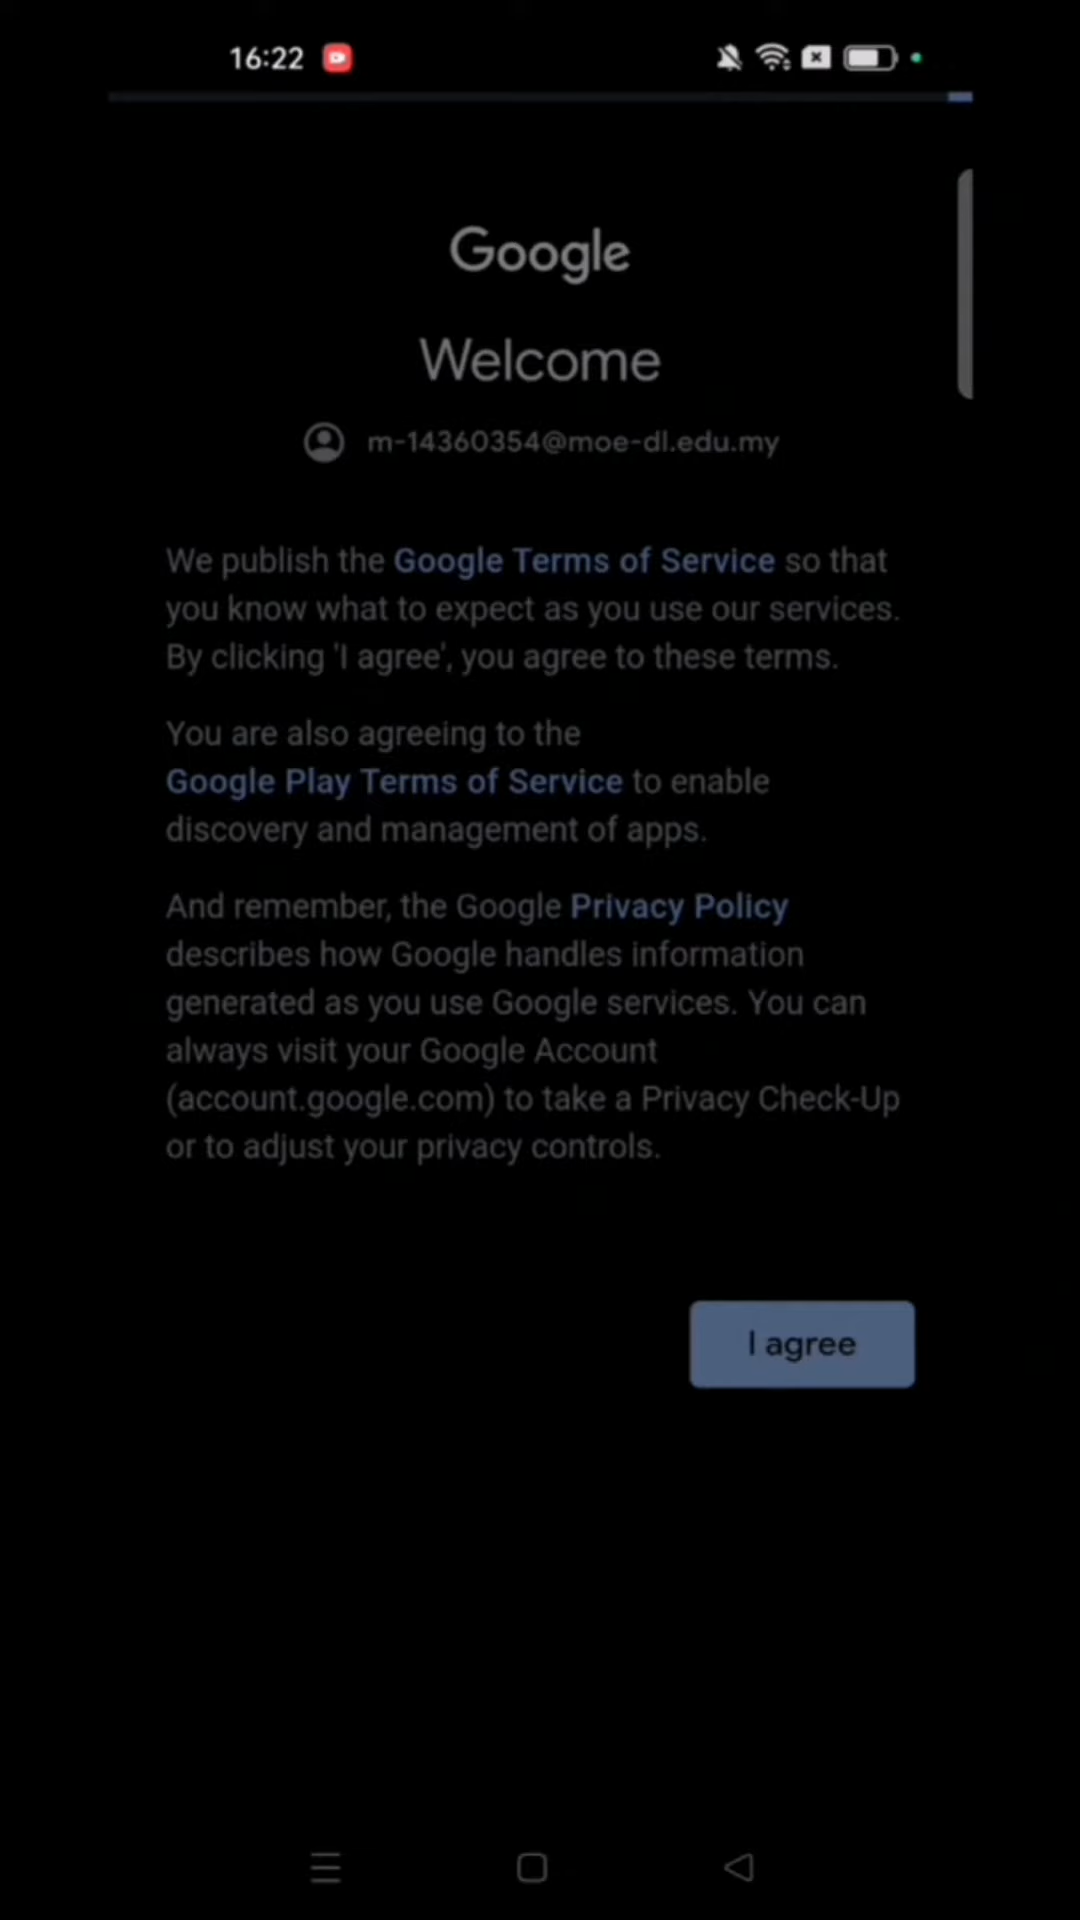 16:22
Google
Welcome
m-14360354@moe-dl.edu.my
We publish the Google Terms of Service so that
you know what to expect as you use our services.
By clicking 'I agree', you agree to these terms.
You are also agreeing to the
Google Play Terms of Service to enable
discovery and management of apps.
And remember, the Google Privacy Policy
describes how Google handles information
generated as you use Google services. You can
always visit your Google Account
(account.google.com) to take a Privacy Check-Up
or to adjust your privacy controls.
I agree